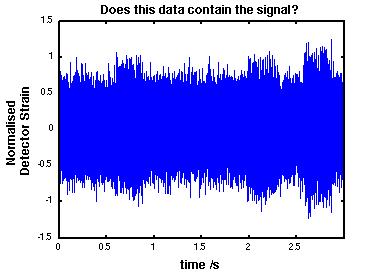 Does this data contain the signal?
1.5
1
0.5
0
-0.5
-1
-1.5
Normalised
Detector Strain
0 0.5 1 1.5 2 2.5
time /s